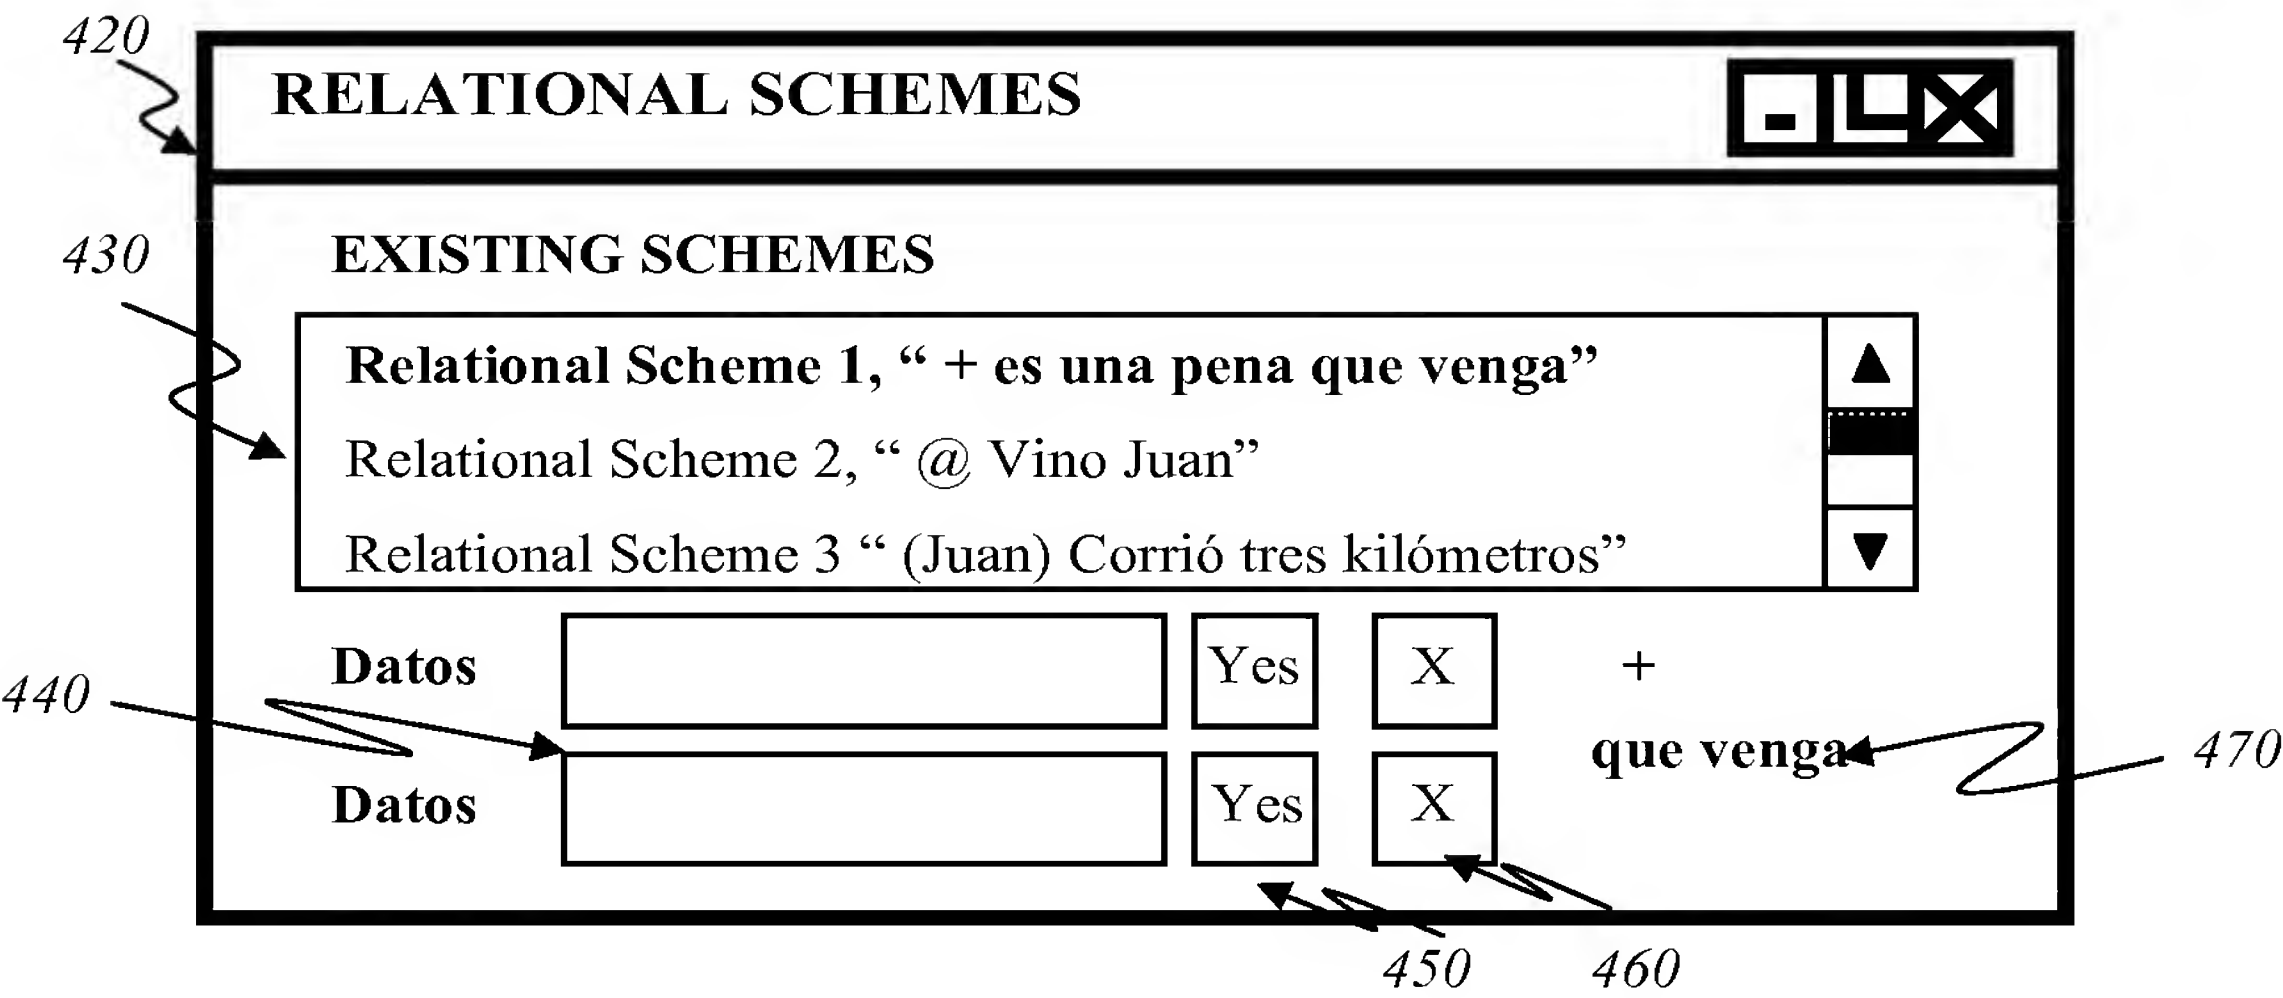 420
RELATIONAL SCHEMES
430
EXISTING SCHEMES
Relational Scheme 1, “ + es una pena que venga”
Relational Scheme 2, “ @ Vino Juan”
Relational Scheme 3 “ (Juan) Corrió tres kilómetros”
Datos Yes X +
440
que venga 470
Datos Yes X
450 460